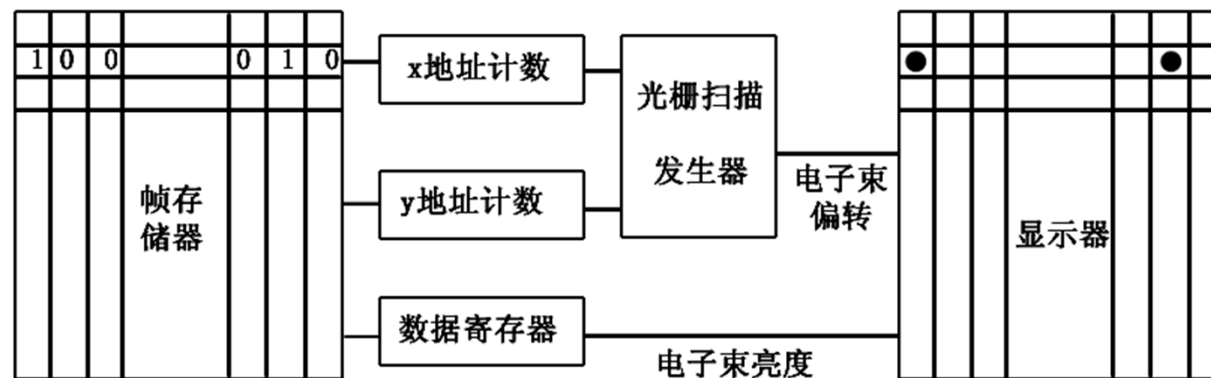 1 0 0 0 1 0
x地址计数
光栅扫描
发生器
帧存
储器
y地址计数
电子束
偏转
显示器
数据寄存器
电子束亮度